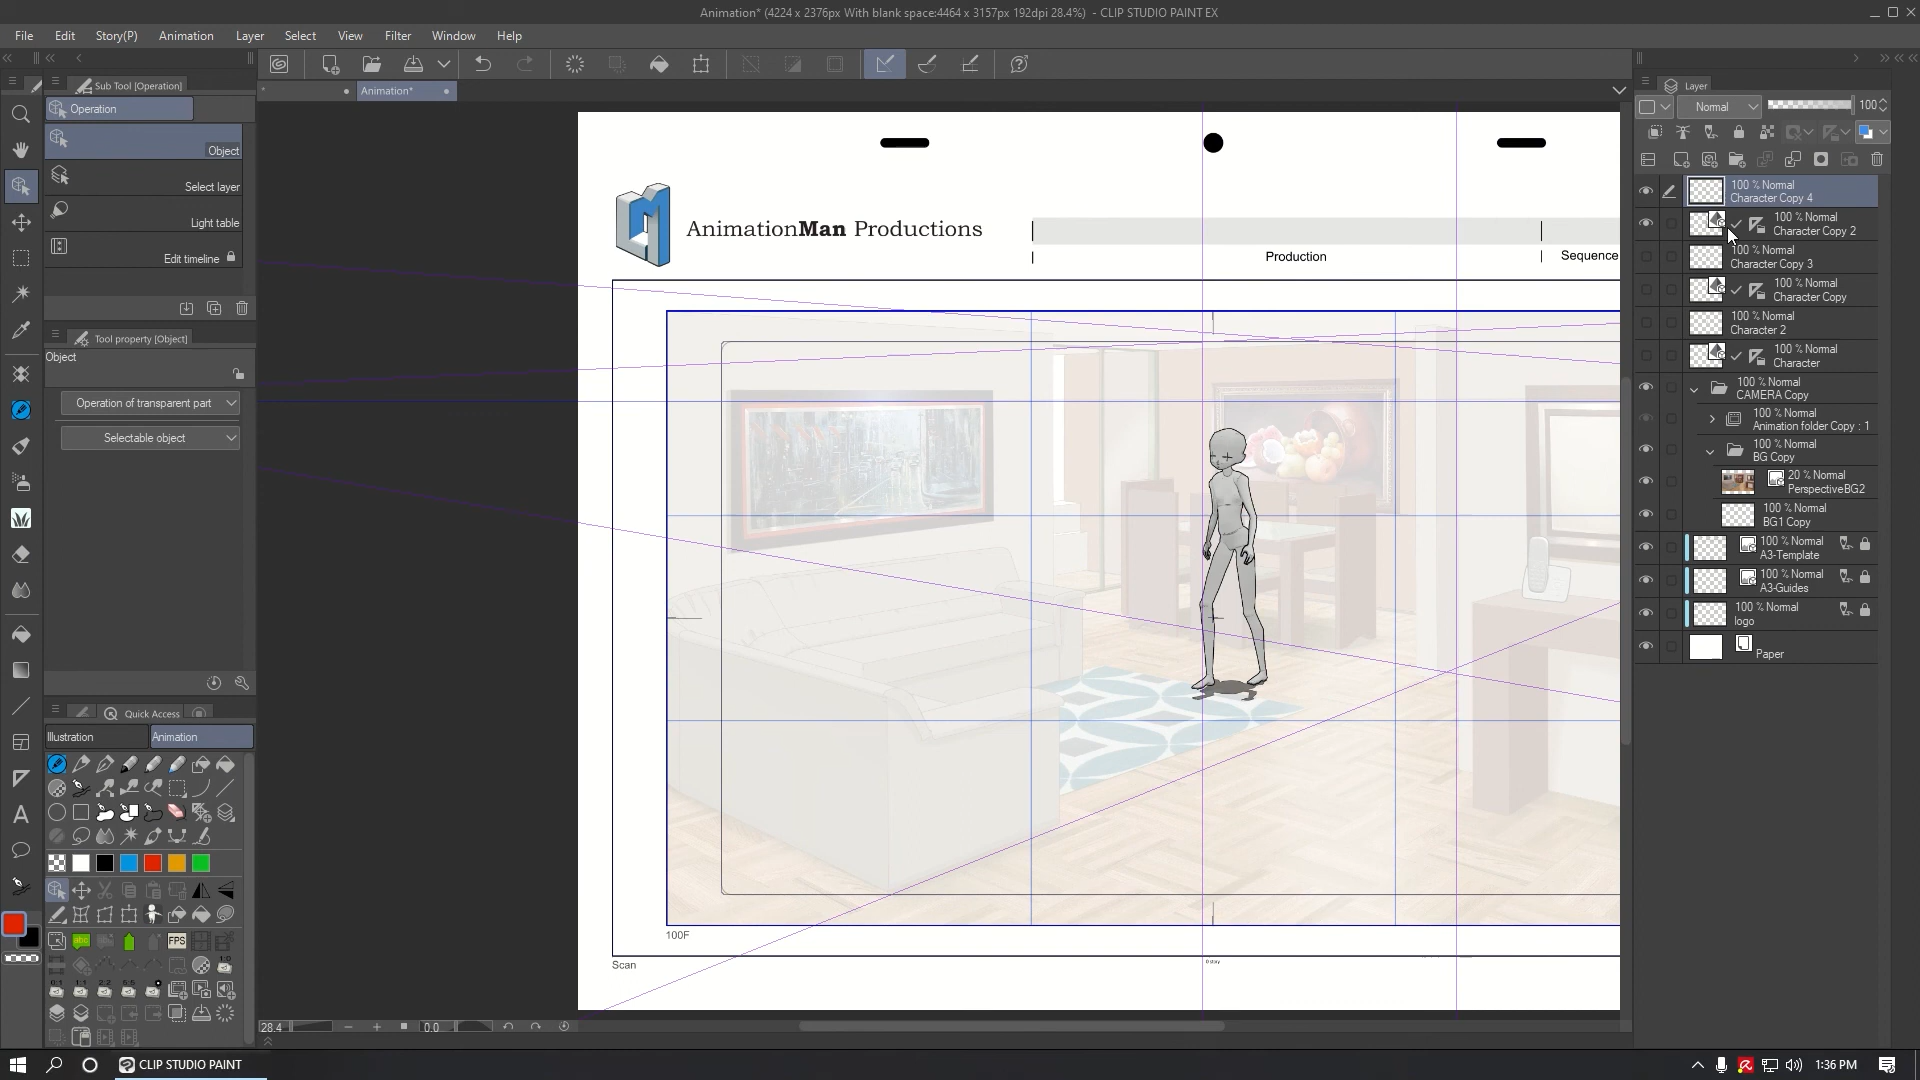 Animation* (4224 x 2376px With blank space:4464 x 3157px 192dpi 28.4%) - CLIP STUDIO PAINT EX
File Edit Story(P) Animation Layer Select View Filter Window Help
Sub Tool [Operation]
Operation
Object
Select layer
Light table
Edit timeline
Tool property [Object]
Object
Operation of transparent part
Selectable object
Quick Access
Illustration Animation
FPS
* Animation*
AnimationMan Productions
Production
Sequence
100F
Scan
28.4
0.0
Layer
Normal 100
100 % Normal
Character Copy 4
100 % Normal
Character Copy 2
100 % Normal
Character Copy 3
100 % Normal
Character Copy
100 % Normal
Character 2
100 % Normal
Character
100 % Normal
CAMERA Copy
100 % Normal
Animation folder Copy : 1
100 % Normal
BG Copy
20 % Normal
PerspectiveBG2
100 % Normal
BG1 Copy
100 % Normal
A3-Template
100 % Normal
A3-Guides
100 % Normal
logo
Paper
CLIP STUDIO PAINT
1:36 PM